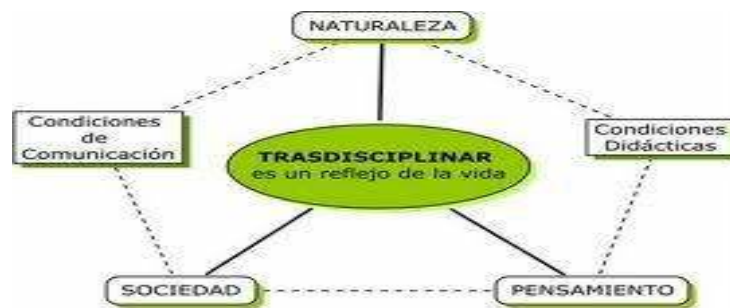 NATURALEZA
Condiciones
de
Comunicación
Condiciones
Didácticas
TRASDISCIPLINAR
es un reflejo de la vida
SOCIEDAD
PENSAMIENTO